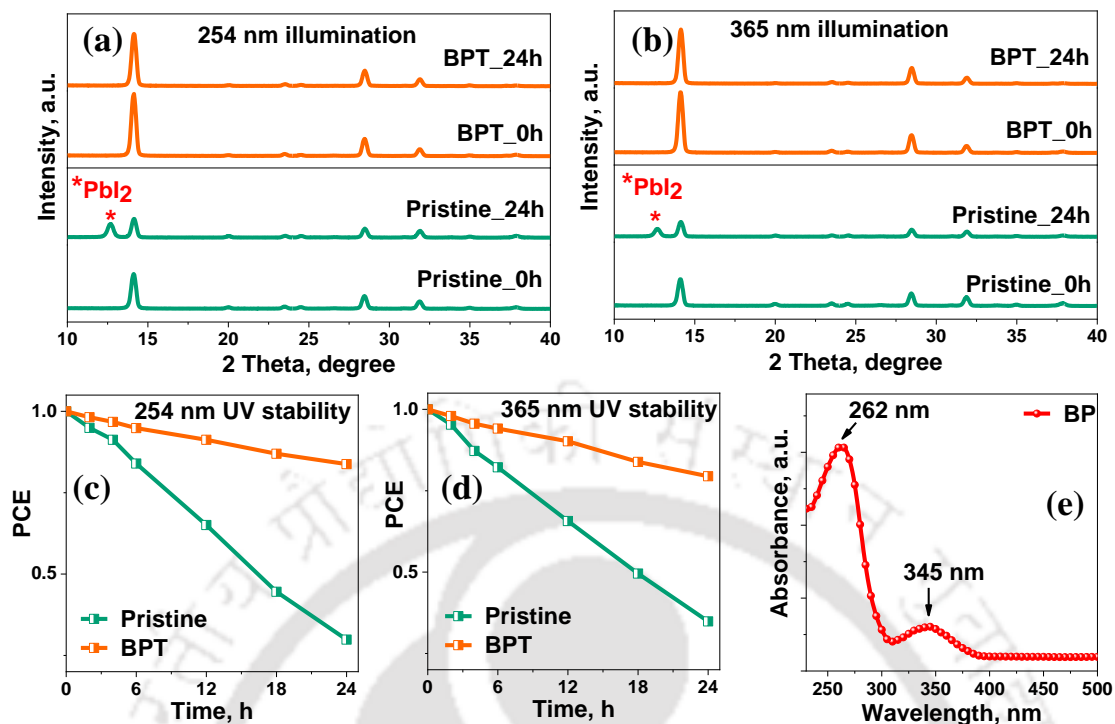 (a)
254 nm illumination
BPT_24h
BPT_0h
*PbI2
*
Pristine_24h
Pristine_0h
Intensity, a.u.
10 15 20 25 30 35 40
2 Theta, degree
(b)
365 nm illumination
BPT_24h
BPT_0h
*PbI2
*
Pristine_24h
Pristine_0h
Intensity, a.u.
10 15 20 25 30 35 40
2 Theta, degree
254 nm UV stability
1.0
0.5
PCE
(c)
Pristine
BPT
0 6 12 18 24
Time, h
365 nm UV stability
1.0
0.5
PCE
(d)
Pristine
BPT
0 6 12 18 24
Time, h
262 nm
BP
(e)
345 nm
Absorbance, a.u.
250 300 350 400 450 500
Wavelength, nm